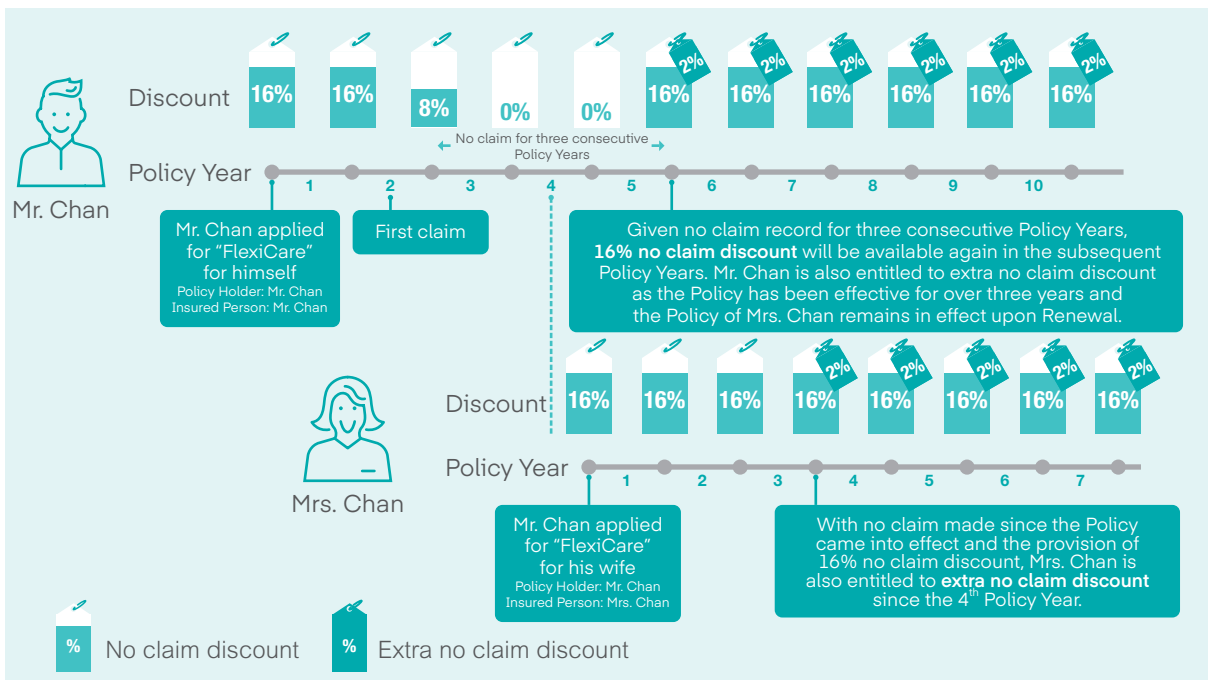 Discount
16%
16%
8%
0%
0%
16%
2%
16%
2%
16%
2%
16%
2%
16%
2%
16%
2%
No claim for three consecutive
Policy Years
Policy Year
1
2
3
4
5
6
7
8
9
10
Mr. Chan
Mr. Chan applied
for “FlexiCare”
for himself
Policy Holder: Mr. Chan
Insured Person: Mr. Chan
First claim
Given no claim record for three consecutive Policy Years,
16% no claim discount will be available again in the subsequent
Policy Years. Mr. Chan is also entitled to extra no claim discount
as the Policy has been effective for over three years and
the Policy of Mrs. Chan remains in effect upon Renewal.
Discount
16%
16%
16%
16%
2%
16%
2%
16%
2%
16%
2%
16%
2%
Policy Year
1
2
3
4
5
6
7
Mrs. Chan
Mr. Chan applied
for “FlexiCare”
for his wife
Policy Holder: Mr. Chan
Insured Person: Mrs. Chan
With no claim made since the Policy
came into effect and the provision of
16% no claim discount, Mrs. Chan is
also entitled to extra no claim discount
since the 4th Policy Year.
%
No claim discount
%
Extra no claim discount